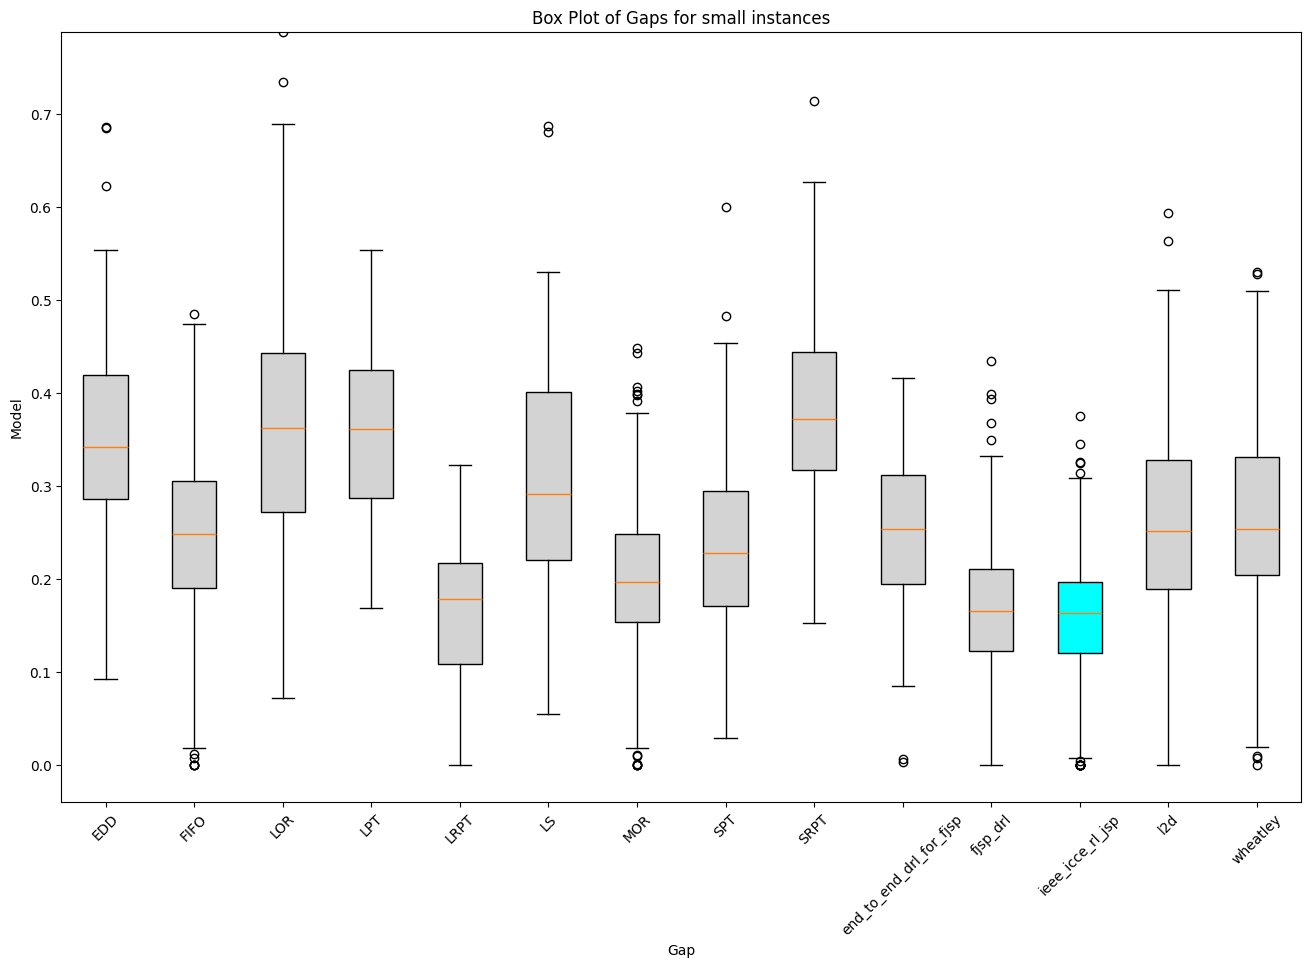 Box Plot of Gaps for small instances
0.7
0.6
0.5
0.4
0.3
0.2
0.1
0.0
Model
EDD
FIFO
LOR
LPT
LRPT
LS
MOR
SPT
SRPT
end_to_end_drl_for_fjsp
fjsp_drl
ieee_icce_rl_jsp
l2d
wheatley
Gap